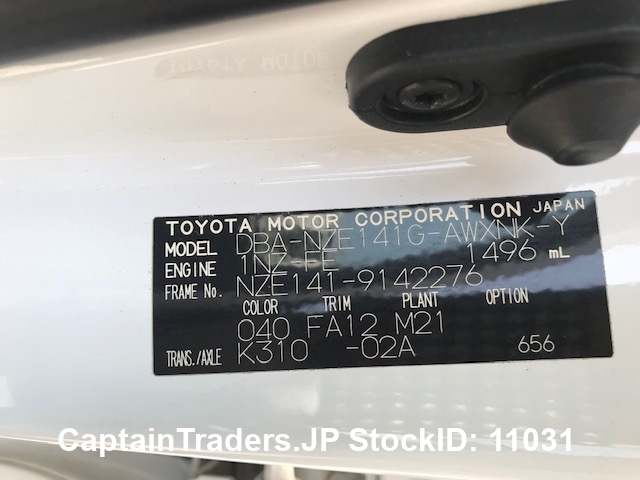 TOYOTA MOTOR CORPORATION JAPAN
MODEL DBA-NZE141G-AWXNK-Y
ENGINE 1NZ-FE 1496 mL
FRAME No. NZE141-9142276
COLOR TRIM PLANT OPTION
040 FA12 M21
TRANS./AXLE K310 -02A 656
CaptainTraders.JP StockID: 11031